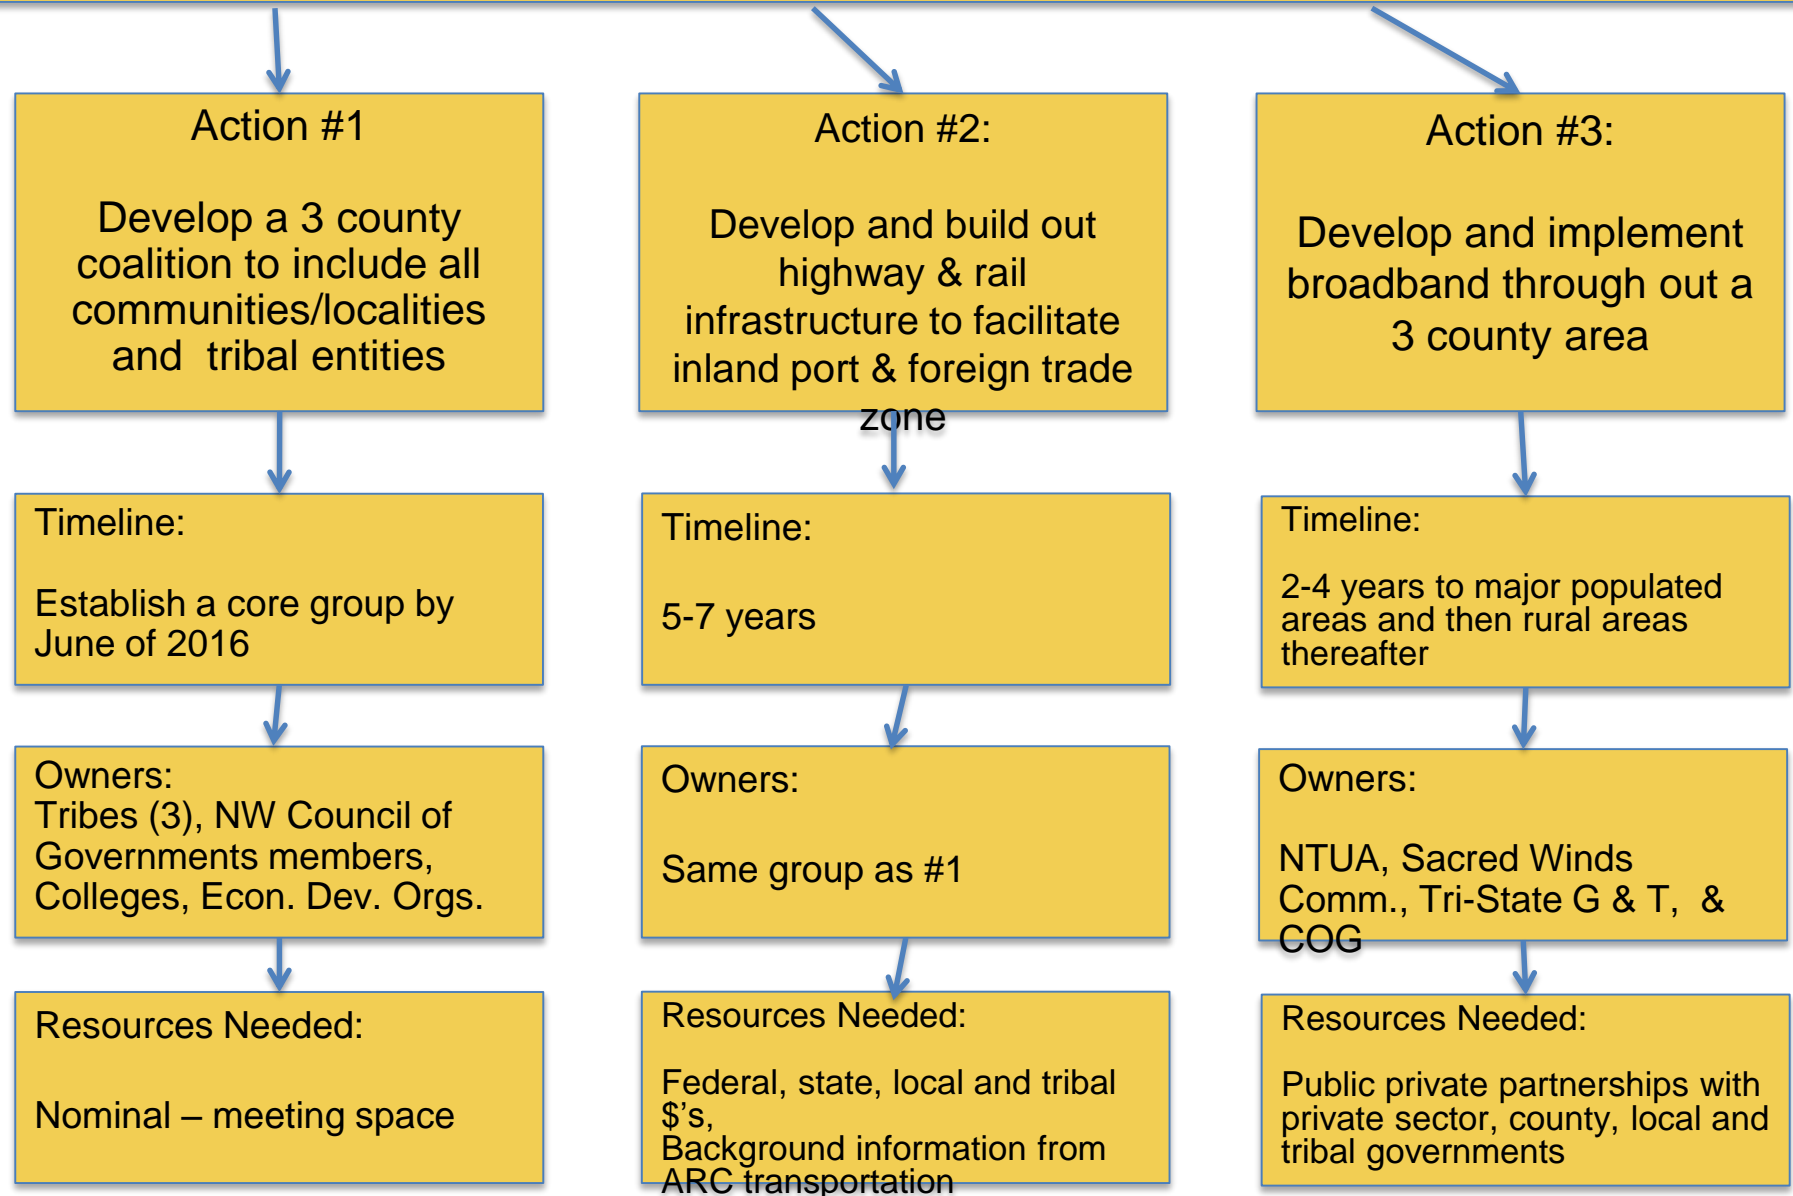 Action #1
Develop a 3 county
coalition to include all
communities/localities
and  tribal entities
Timeline:
Establish a core group by
June of 2016
Owners:
Tribes (3), NW Council of
Governments members,
Colleges, Econ. Dev. Orgs.
Resources Needed:
Nominal – meeting space
Action #2:
Develop and build out
highway & rail
infrastructure to facilitate
inland port & foreign trade
zone
Timeline:
5-7 years
Owners:
Same group as #1
Resources Needed:
Federal, state, local and tribal
$'s,
Background information from
ARC transportation
Action #3:
Develop and implement
broadband through out a
3 county area
Timeline:
2-4 years to major populated
areas and then rural areas
thereafter
Owners:
NTUA, Sacred Winds
Comm., Tri-State G & T,  &
COG
Resources Needed:
Public private partnerships with
private sector, county, local and
tribal governments